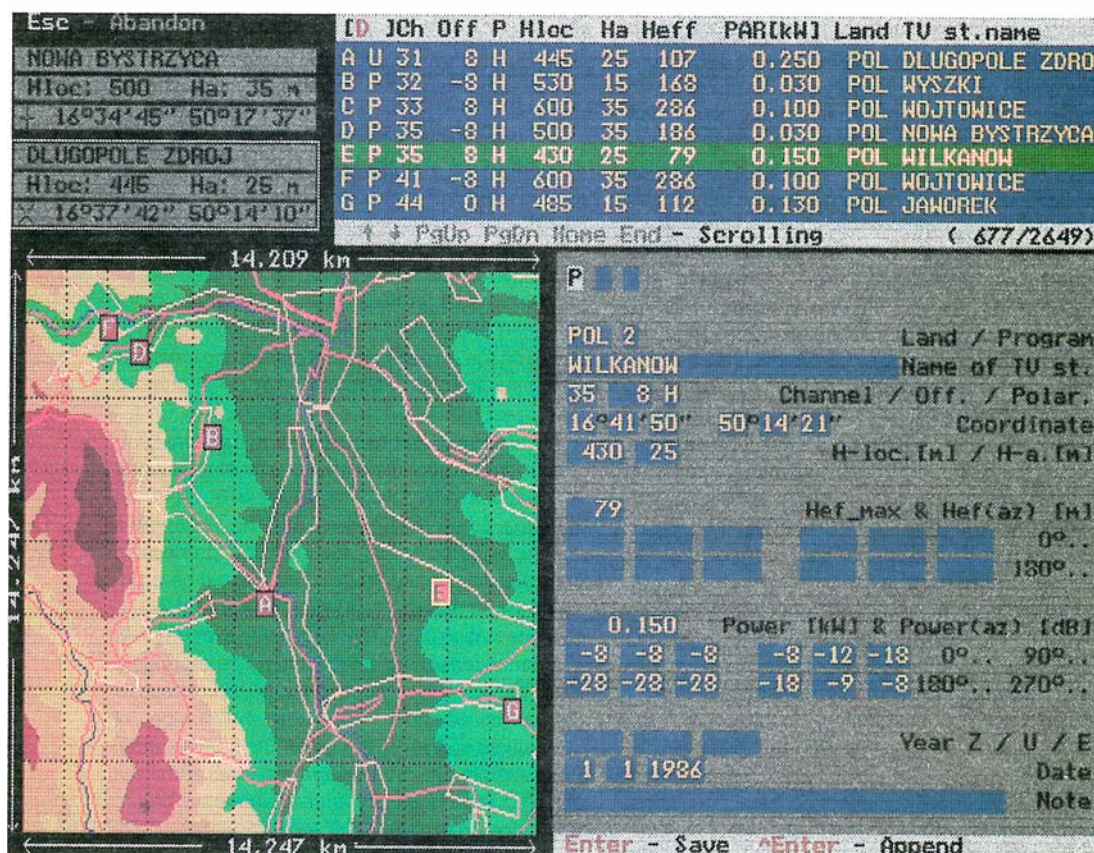 Esc - Abandon
NOWA BYSTRZYCA
Hloc: 500 Ha: 35 m
16°34'45" 50°17'37"
DLUGOPOLE ZDROJ
Hloc: 445 Ha: 25 m
16°37'42" 50°14'10"
[D ]Ch Off P Hloc Ha Heff PAR[kW] Land TV st.name
A U 31 8 H 445 25 107 0.250 POL DLUGOPOLE ZDRO
B P 32 -8 H 530 15 168 0.030 POL WYSZKI
C P 33 8 H 600 35 286 0.100 POL WOJTOWICE
D P 35 -8 H 500 35 186 0.030 POL NOWA BYSTRZYCA
E P 35 8 H 430 25 79 0.150 POL WILKANOW
F P 41 -8 H 600 35 286 0.100 POL WOJTOWICE
G P 44 0 H 485 15 112 0.130 POL JAWOREK
↑ ↓ PgUp PgDn Home End - Scrolling ( 677/2649)
14.209 km
14.247 km
F
D
B
A
E
G
14.247 km
P
POL 2 Land / Program
WILKANOW Name of TV st.
35 8 H Channel / Off. / Polar.
16°41'50" 50°14'21" Coordinate
430 25 H-loc.[m] / H-a.[m]
79 Hef_max & Hef(az) [m]
0°..
180°..
0.150 Power [kW] & Power(az) [dB]
-8 -8 -8 -8 -12 -18 0°.. 90°..
-28 -28 -28 -18 -9 -8 180°.. 270°..
Year Z / U / E
1 1 1986 Date
Note
Enter - Save ^Enter - Append